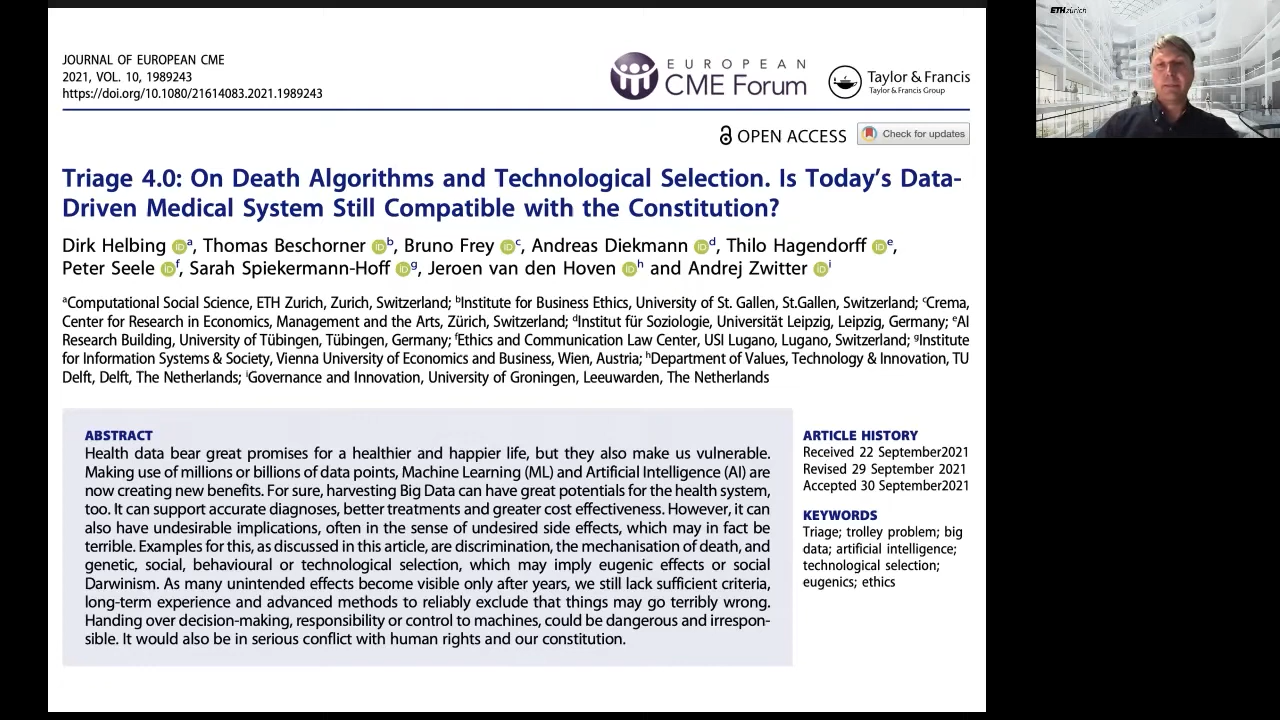 JOURNAL OF EUROPEAN CME
2021, VOL. 10, 1989243
https://doi.org/10.1080/21614083.2021.1989243
EUROPEAN
CME Forum
Taylor & Francis
Taylor & Francis Group
OPEN ACCESS
Check for updates
Triage 4.0: On Death Algorithms and Technological Selection. Is Today's Data-
Driven Medical System Still Compatible with the Constitution?
Dirk Helbing iD a, Thomas Beschorner iD b, Bruno Frey iD c, Andreas Diekmann iD d, Thilo Hagendorff iD e,
Peter Seele iD f, Sarah Spiekermann-Hoff iD g, Jeroen van den Hoven iD h and Andrej Zwitter iD i
aComputational Social Science, ETH Zurich, Zurich, Switzerland; bInstitute for Business Ethics, University of St. Gallen, St.Gallen, Switzerland; cCrema,
Center for Research in Economics, Management and the Arts, Zürich, Switzerland; dInstitut für Soziologie, Universität Leipzig, Leipzig, Germany; eAI
Research Building, University of Tübingen, Tübingen, Germany; fEthics and Communication Law Center, USI Lugano, Lugano, Switzerland; gInstitute
for Information Systems & Society, Vienna University of Economics and Business, Wien, Austria; hDepartment of Values, Technology & Innovation, TU
Delft, Delft, The Netherlands; iGovernance and Innovation, University of Groningen, Leeuwarden, The Netherlands
ABSTRACT
Health data bear great promises for a healthier and happier life, but they also make us vulnerable.
Making use of millions or billions of data points, Machine Learning (ML) and Artificial Intelligence (AI) are
now creating new benefits. For sure, harvesting Big Data can have great potentials for the health system,
too. It can support accurate diagnoses, better treatments and greater cost effectiveness. However, it can
also have undesirable implications, often in the sense of undesired side effects, which may in fact be
terrible. Examples for this, as discussed in this article, are discrimination, the mechanisation of death, and
genetic, social, behavioural or technological selection, which may imply eugenic effects or social
Darwinism. As many unintended effects become visible only after years, we still lack sufficient criteria,
long-term experience and advanced methods to reliably exclude that things may go terribly wrong.
Handing over decision-making, responsibility or control to machines, could be dangerous and irrespon-
sible. It would also be in serious conflict with human rights and our constitution.
ARTICLE HISTORY
Received 22 September2021
Revised 29 September 2021
Accepted 30 September2021
KEYWORDS
Triage; trolley problem; big
data; artificial intelligence;
technological selection;
eugenics; ethics
ETH zürich